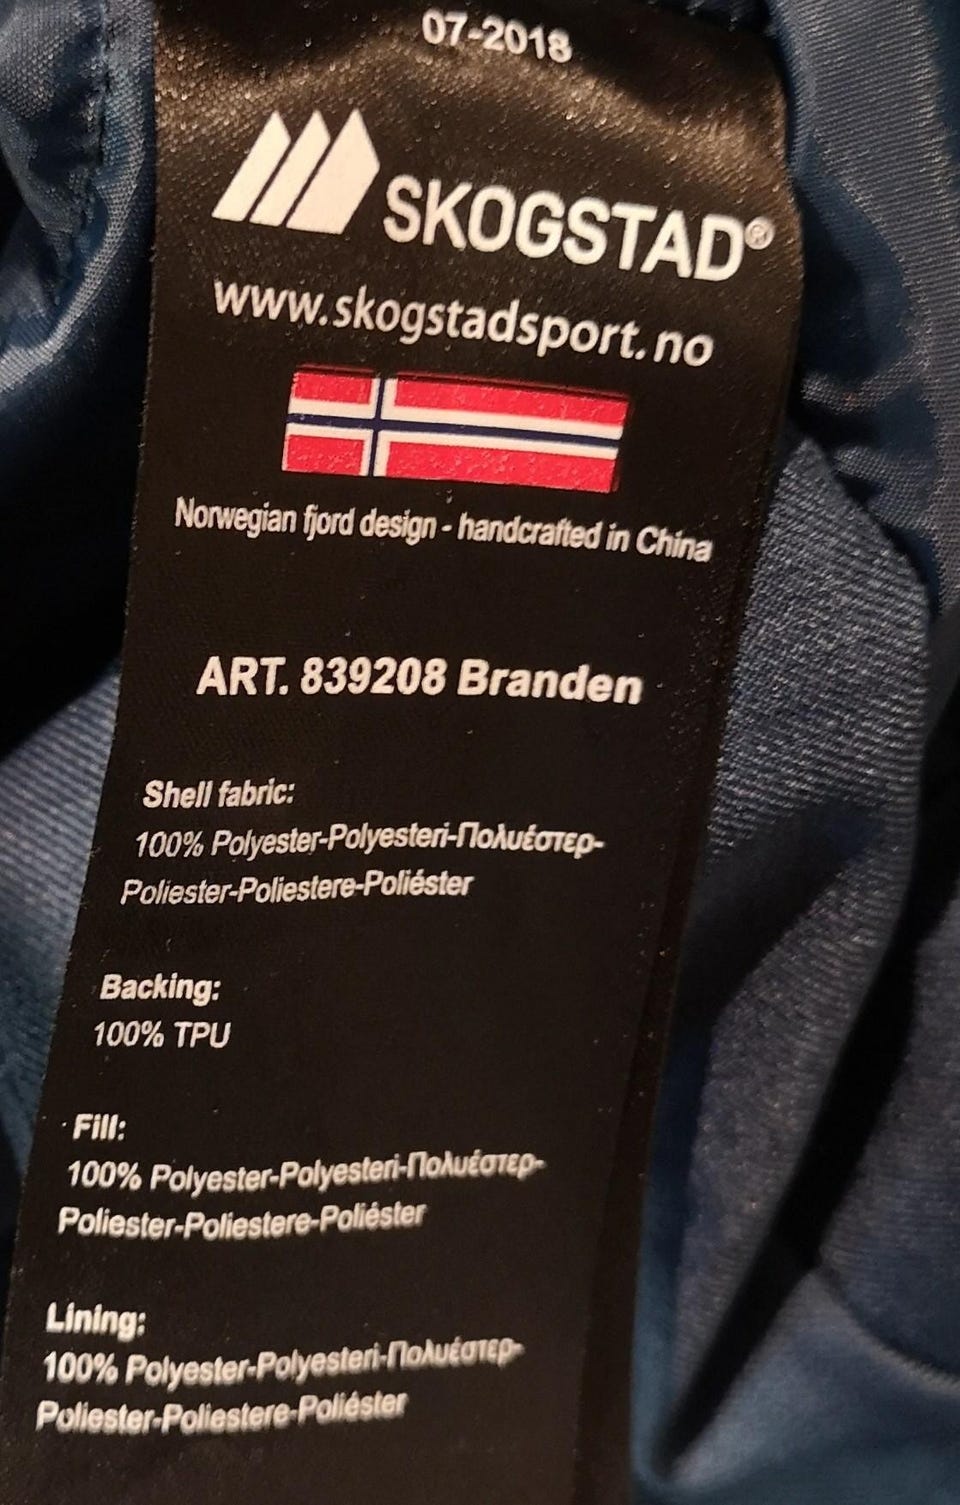 07-2018
SKOGSTAD®
www.skogstadsport.no
Norwegian fjord design - handcrafted in China
ART. 839208 Branden
Shell fabric:
100% Polyester-Polyesteri-Πολυέστερ-
Poliester-Poliestere-Poliéster
Backing:
100% TPU
Fill:
100% Polyester-Polyesteri-Πολυέστερ-
Poliester-Poliestere-Poliéster
Lining:
100% Polyester-Polyesteri-Πολυέστερ-
Poliester-Poliestere-Poliéster